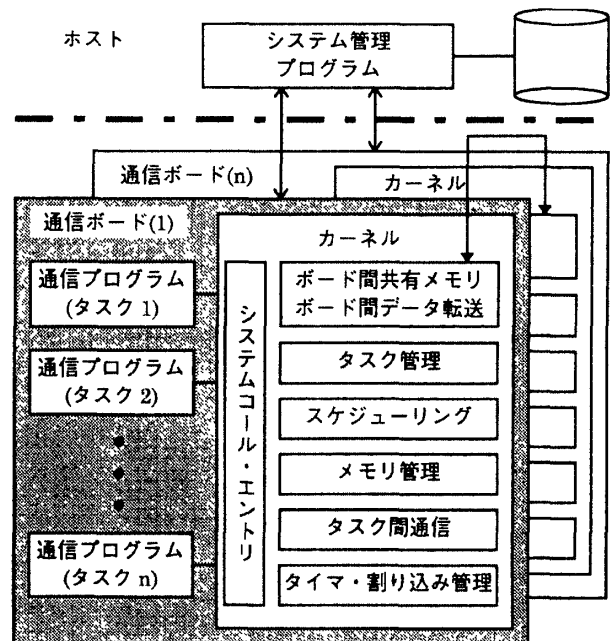 ホスト
システム管理
プログラム
通信ボード(n)
カーネル
通信ボード(1)
カーネル
通信プログラム
(タスク 1)
通信プログラム
(タスク 2)
通信プログラム
(タスク n)
システムコール・エントリ
ボード間共有メモリ
ボード間データ転送
タスク管理
スケジューリング
メモリ管理
タスク間通信
タイマ・割り込み管理